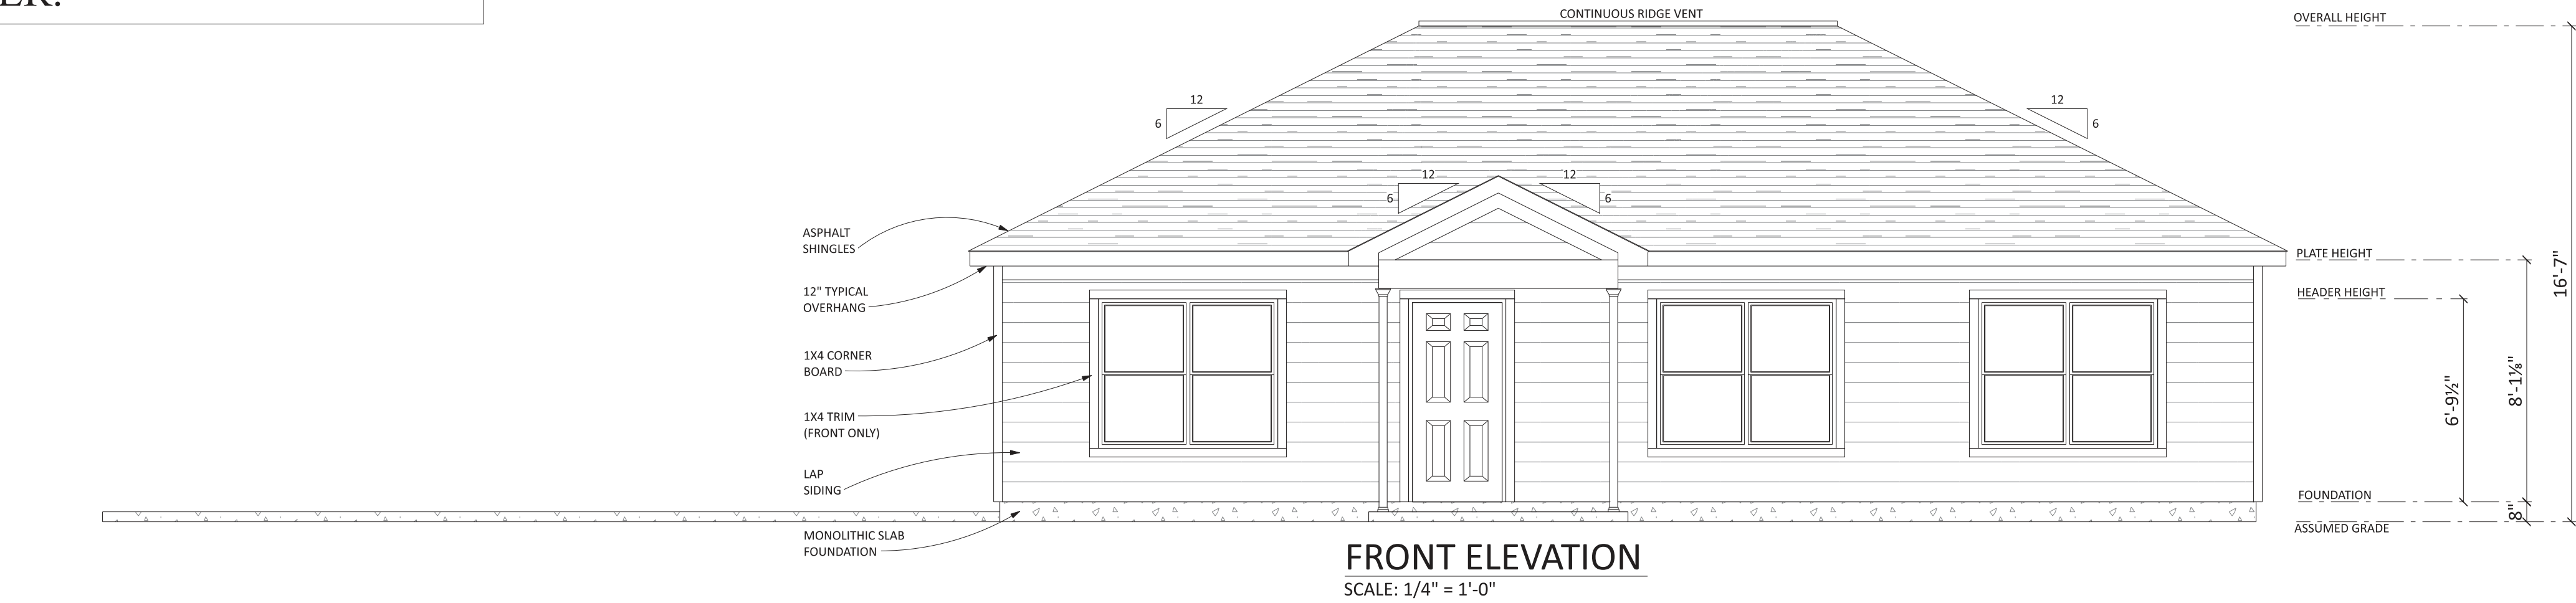 CONTINUOUS RIDGE VENT
OVERALL HEIGHT
12
6
12
6
12
6
12
6
ASPHALT
SHINGLES
12" TYPICAL
OVERHANG
1X4 CORNER
BOARD
1X4 TRIM
(FRONT ONLY)
LAP
SIDING
MONOLITHIC SLAB
FOUNDATION
PLATE HEIGHT
HEADER HEIGHT
FOUNDATION
ASSUMED GRADE
6'-9½"
8'-1⅛"
8"
16'-7"
FRONT ELEVATION
SCALE: 1/4" = 1'-0"